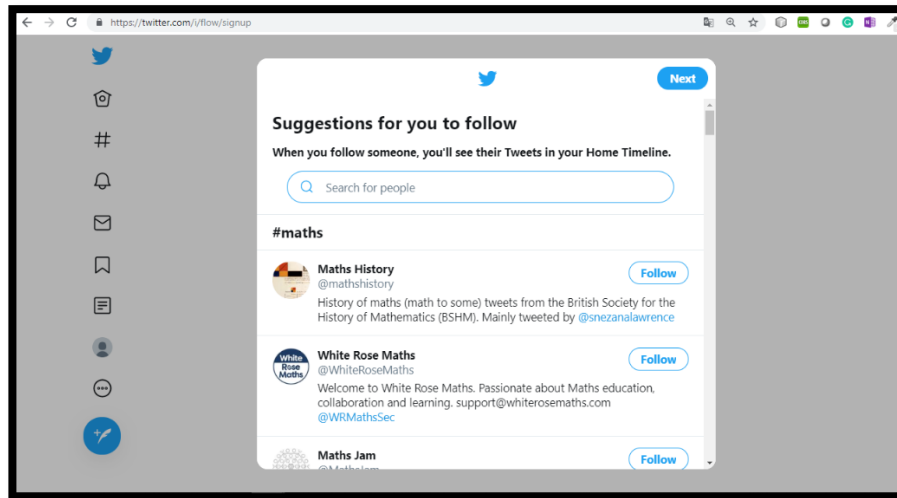 https://twitter.com/i/flow/signup
Next
Suggestions for you to follow
When you follow someone, you'll see their Tweets in your Home Timeline.
Search for people
#maths
Maths History
Follow
@mathshistory
History of maths (math to some) tweets from the British Society for the
History of Mathematics (BSHM). Mainly tweeted by @snezanalawrence
White Rose Maths
White Rose Maths
Follow
@WhiteRoseMaths
Welcome to White Rose Maths. Passionate about Maths education,
collaboration and learning. support@whiterosemaths.com
@WRMathsSec
Maths Jam
Follow
@MathsJam